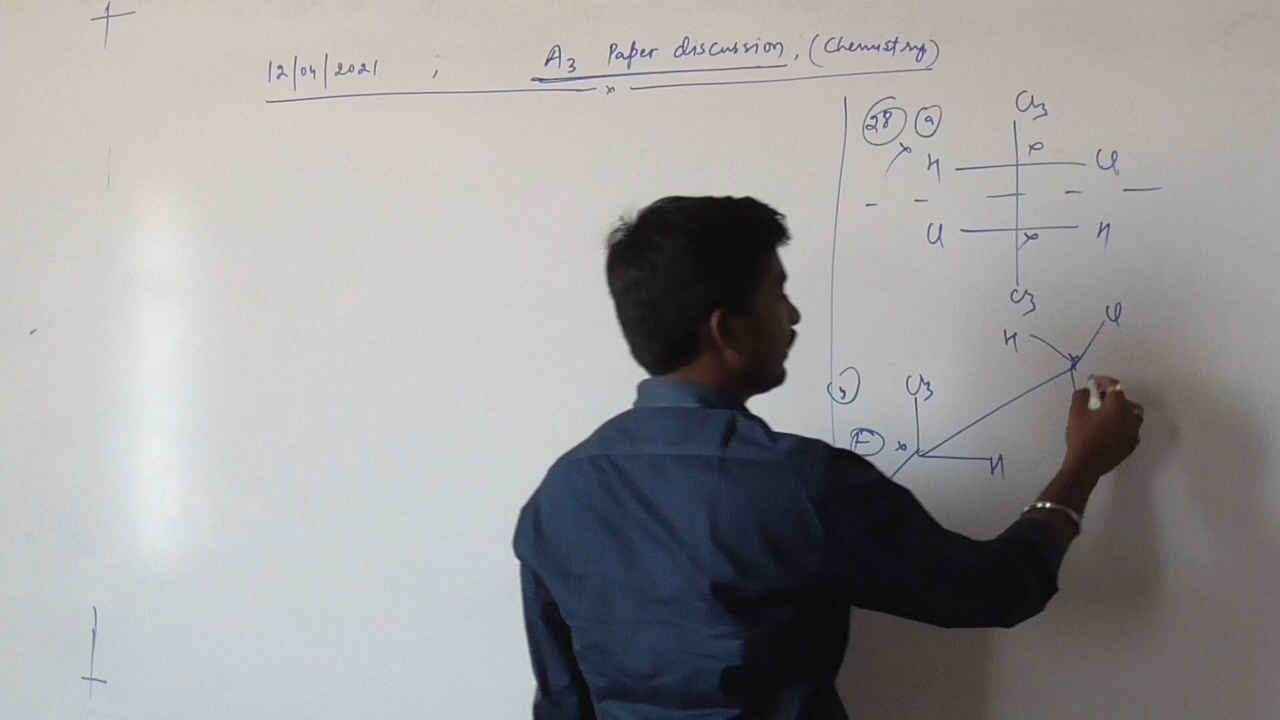 12/04/2021 ; A3 Paper discussion, (Chemistry)
28 a
CH3
H Cl
Cl H
CH3
H Cl
CH3
F
H